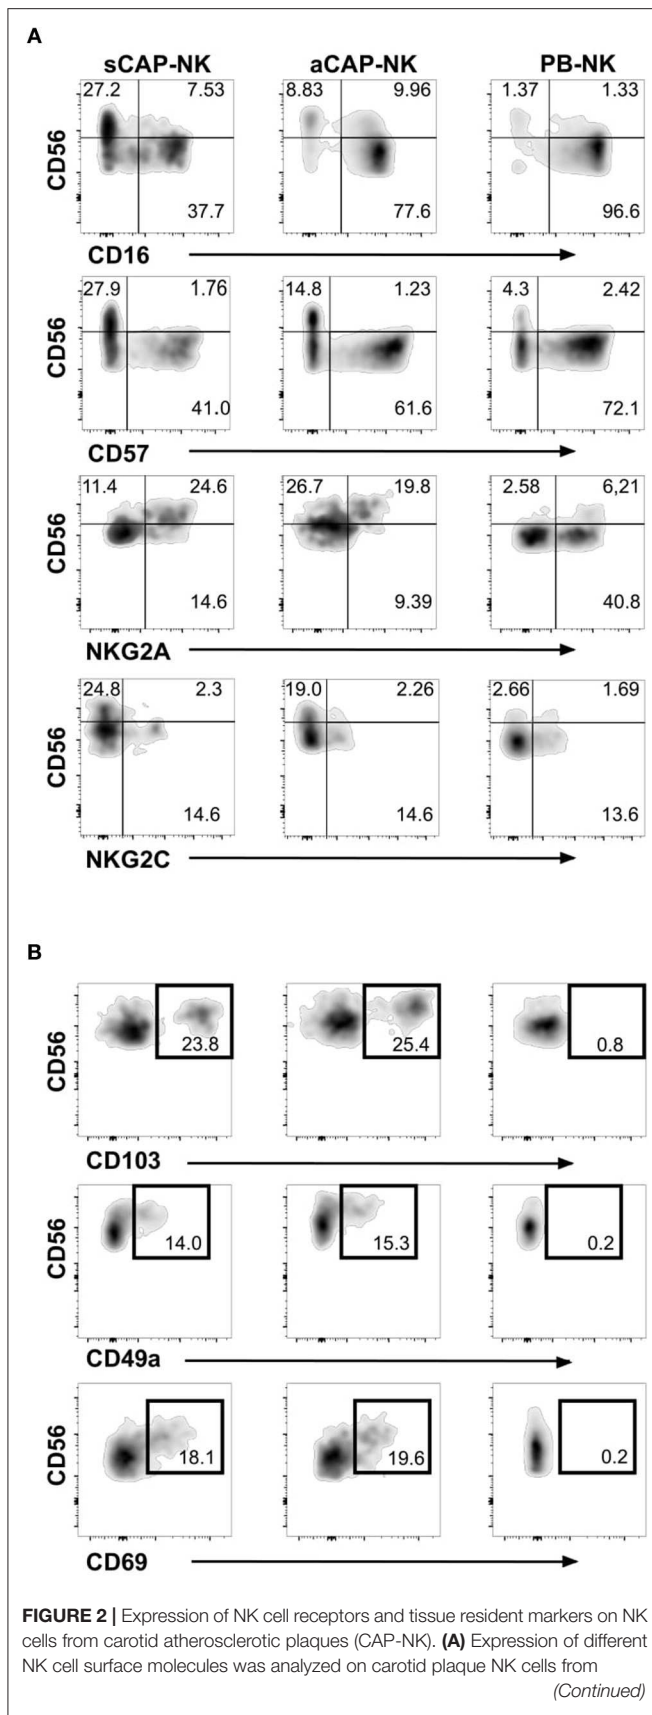 A
sCAP-NK aCAP-NK PB-NK
27.2 7.53 8.83 9.96 1.37 1.33
CD56
37.7 77.6 96.6
CD16
27.9 1.76 14.8 1.23 4.3 2.42
CD56
41.0 61.6 72.1
CD57
11.4 24.6 26.7 19.8 2.58 6,21
CD56
14.6 9.39 40.8
NKG2A
24.8 2.3 19.0 2.26 2.66 1.69
CD56
14.6 14.6 13.6
NKG2C
B
CD56
23.8 25.4 0.8
CD103
CD56
14.0 15.3 0.2
CD49a
CD56
18.1 19.6 0.2
CD69
FIGURE 2 | Expression of NK cell receptors and tissue resident markers on NK
cells from carotid atherosclerotic plaques (CAP-NK). (A) Expression of different
NK cell surface molecules was analyzed on carotid plaque NK cells from
(Continued)